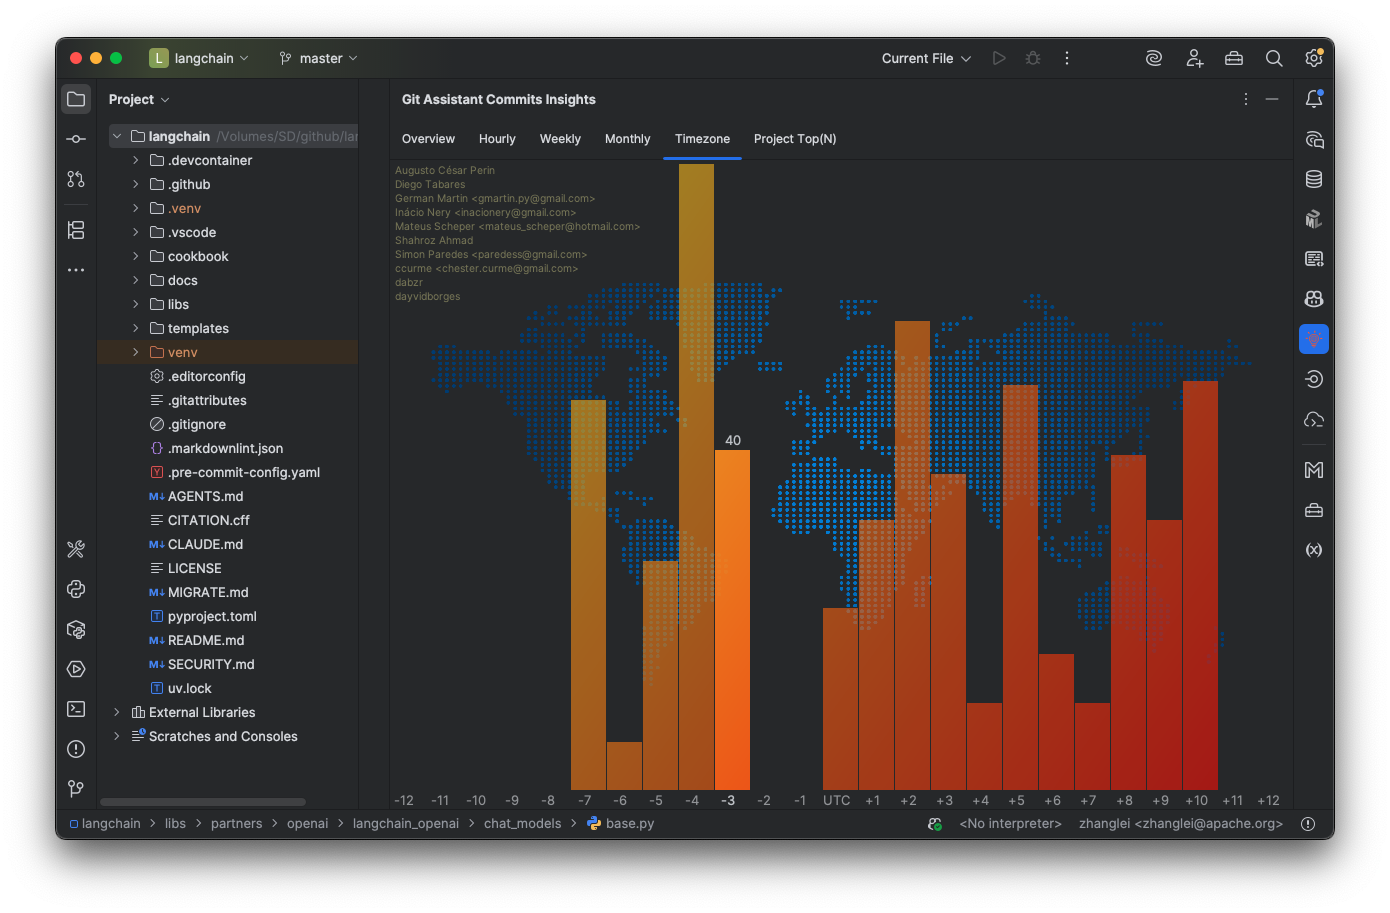 L langchain
master
Current File
Project
Git Assistant Commits Insights
Overview Hourly Weekly Monthly Timezone Project Top(N)
langchain /Volumes/SD/github/lan
.devcontainer
.github
.venv
.vscode
cookbook
docs
libs
templates
venv
.editorconfig
.gitattributes
.gitignore
.markdownlint.json
Y .pre-commit-config.yaml
M↓ AGENTS.md
CITATION.cff
M↓ CLAUDE.md
LICENSE
M↓ MIGRATE.md
T pyproject.toml
M↓ README.md
M↓ SECURITY.md
T uv.lock
External Libraries
Scratches and Consoles
Augusto César Perin
Diego Tabares
German Martin <gmartin.py@gmail.com>
Inácio Nery <inacionery@gmail.com>
Mateus Scheper <mateus_scheper@hotmail.com>
Shahroz Ahmad
Simon Paredes <paredess@gmail.com>
ccurme <chester.curme@gmail.com>
dabzr
dayvidborges
40
-12 -11 -10 -9 -8 -7 -6 -5 -4 -3 -2 -1 UTC +1 +2 +3 +4 +5 +6 +7 +8 +9 +10 +11 +12
langchain > libs > partners > openai > langchain_openai > chat_models > base.py
<No interpreter>
zhanglei <zhanglei@apache.org>